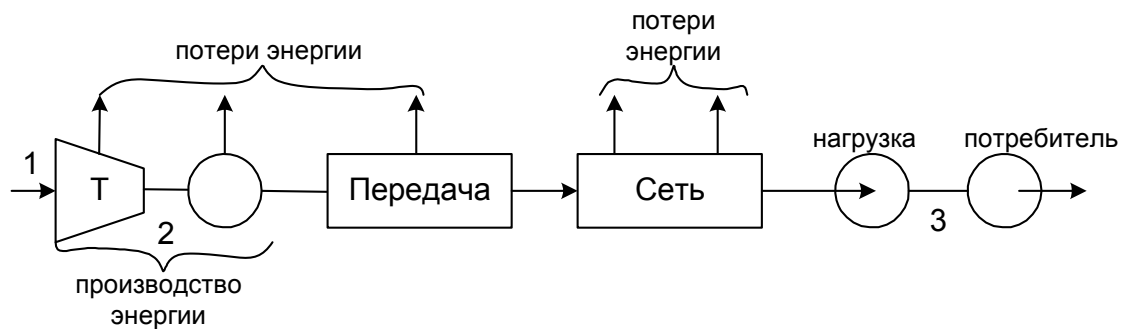 потери энергии
потери
энергии
нагрузка
потребитель
1
Т
Передача
Сеть
2
3
производство
энергии